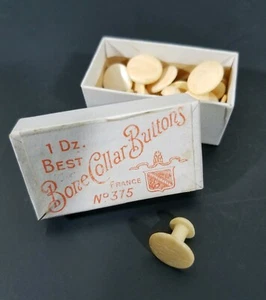 1 Dz.
BEST
Bone Collar Buttons
FRANCE
Nº 375